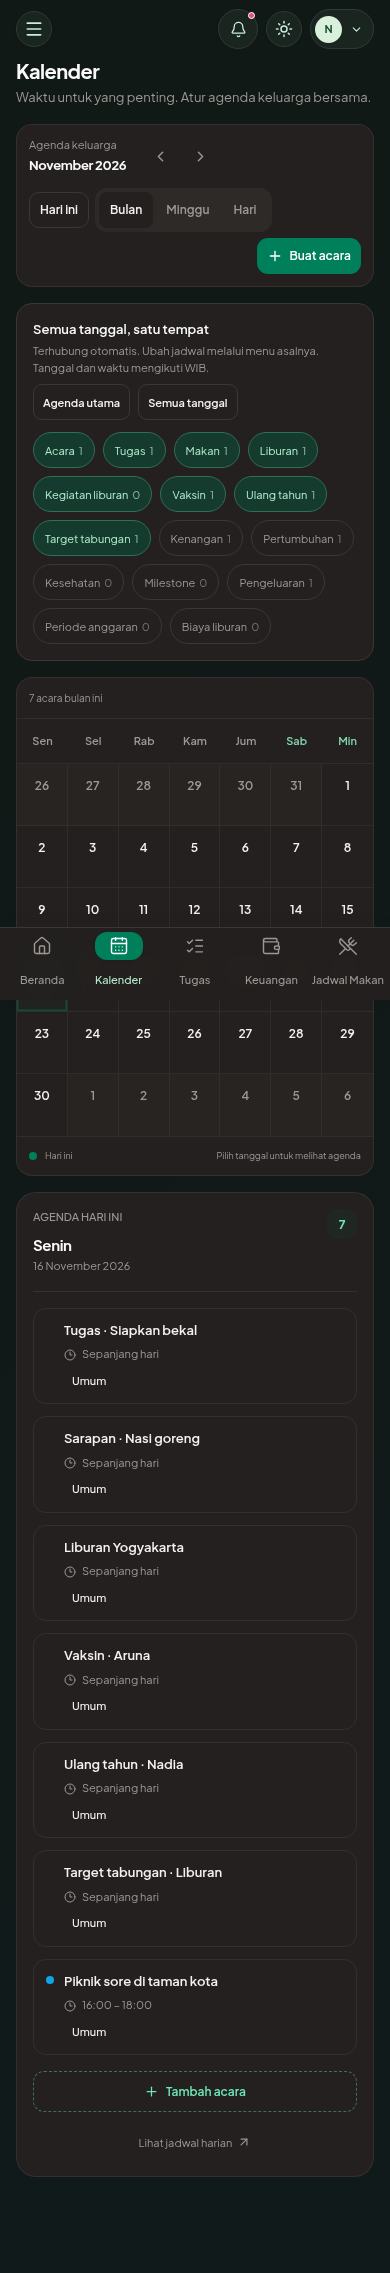 N
Kalender
Waktu untuk yang penting. Atur agenda keluarga bersama.
Agenda keluarga
November 2026
Hari ini
Bulan Minggu Hari
+ Buat acara
Semua tanggal, satu tempat
Terhubung otomatis. Ubah jadwal melalui menu asalnya.
Tanggal dan waktu mengikuti WIB.
Agenda utama Semua tanggal
Acara 1 Tugas 1 Makan 1 Liburan 1
Kegiatan liburan 0 Vaksin 1 Ulang tahun 1
Target tabungan 1 Kenangan 1 Pertumbuhan 1
Kesehatan 0 Milestone 0 Pengeluaran 1
Periode anggaran 0 Biaya liburan 0
7 acara bulan ini
Sen Sel Rab Kam Jum Sab Min
26 27 28 29 30 31 1
2 3 4 5 6 7 8
9 10 11 12 13 14 15
Beranda Kalender Tugas Keuangan Jadwal Makan
23 24 25 26 27 28 29
30 1 2 3 4 5 6
Hari ini Pilih tanggal untuk melihat agenda
AGENDA HARI INI
7
Senin
16 November 2026
Tugas · Siapkan bekal
Sepanjang hari
Umum
Sarapan · Nasi goreng
Sepanjang hari
Umum
Liburan Yogyakarta
Sepanjang hari
Umum
Vaksin · Aruna
Sepanjang hari
Umum
Ulang tahun · Nadia
Sepanjang hari
Umum
Target tabungan · Liburan
Sepanjang hari
Umum
Piknik sore di taman kota
16:00 – 18:00
Umum
+ Tambah acara
Lihat jadwal harian